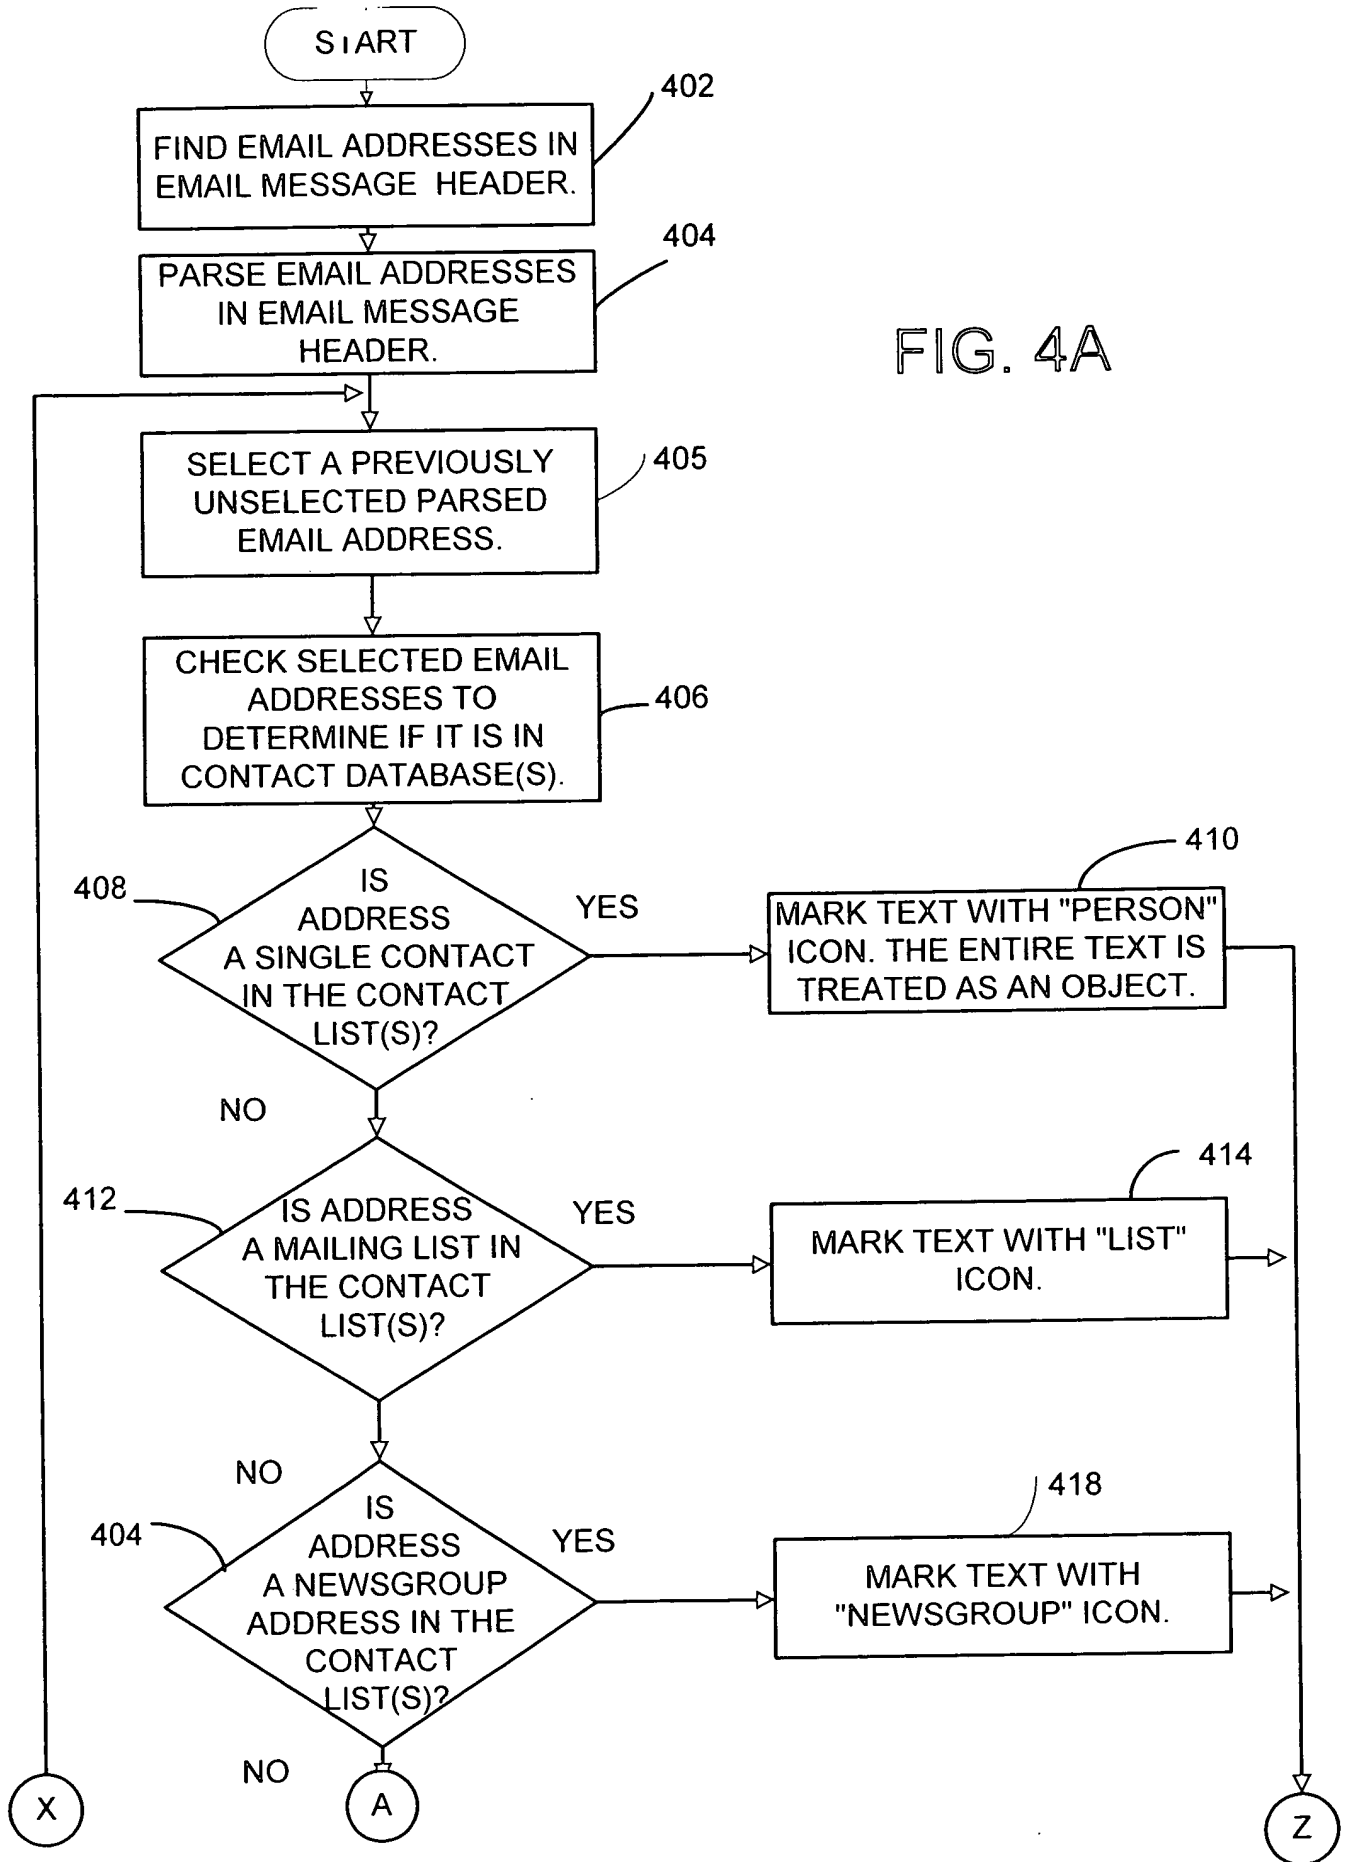 START
402
FIND EMAIL ADDRESSES IN
EMAIL MESSAGE HEADER.
404
PARSE EMAIL ADDRESSES
IN EMAIL MESSAGE
HEADER.
FIG. 4A
405
SELECT A PREVIOUSLY
UNSELECTED PARSED
EMAIL ADDRESS.
406
CHECK SELECTED EMAIL
ADDRESSES TO
DETERMINE IF IT IS IN
CONTACT DATABASE(S).
408
IS
ADDRESS
A SINGLE CONTACT
IN THE CONTACT
LIST(S)?
YES
410
MARK TEXT WITH "PERSON"
ICON. THE ENTIRE TEXT IS
TREATED AS AN OBJECT.
NO
412
IS ADDRESS
A MAILING LIST IN
THE CONTACT
LIST(S)?
YES
414
MARK TEXT WITH "LIST"
ICON.
NO
404
IS
ADDRESS
A NEWSGROUP
ADDRESS IN THE
CONTACT
LIST(S)?
YES
418
MARK TEXT WITH
"NEWSGROUP" ICON.
NO
X
A
Z